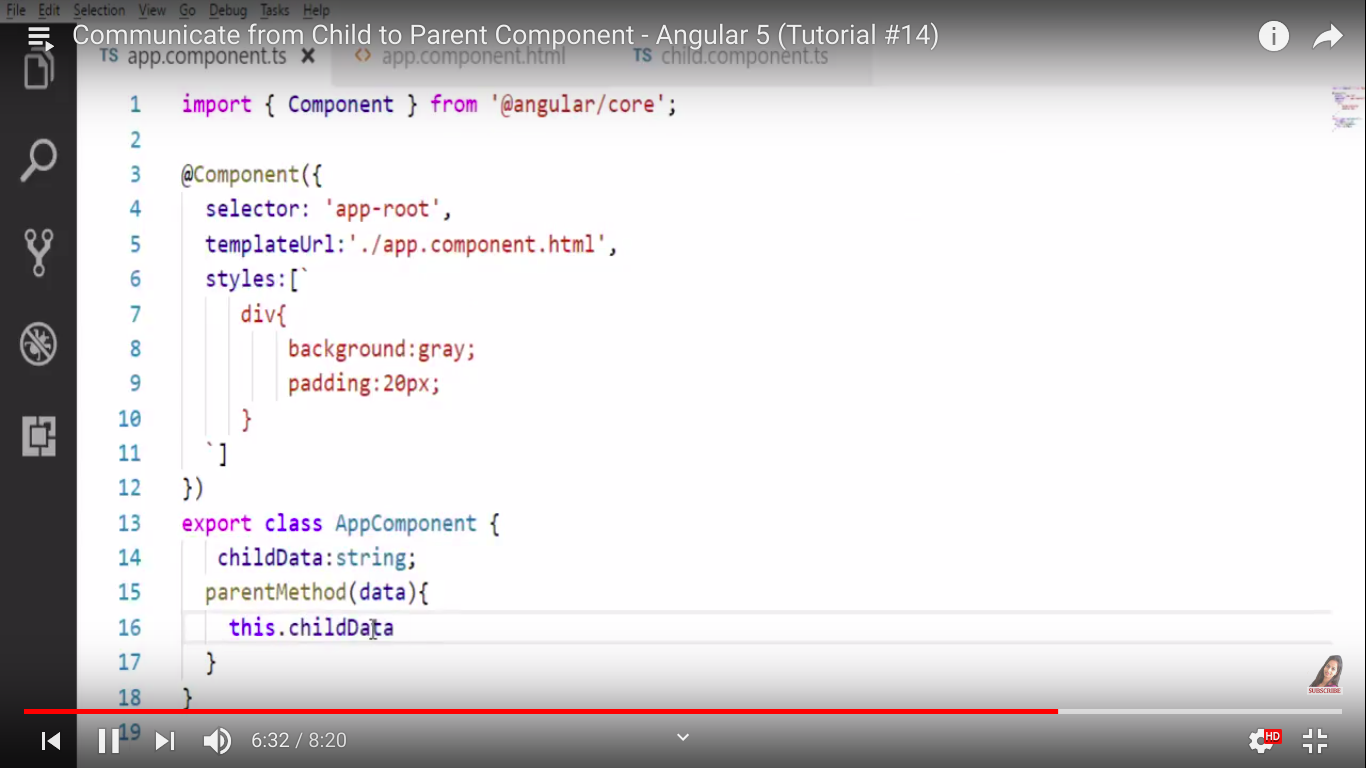 File Edit Selection View Go Debug Tasks Help
Communicate from Child to Parent Component - Angular 5 (Tutorial #14)
TS app.component.ts × <> app.component.html TS child.component.ts
1 import { Component } from '@angular/core';
2
3 @Component({
4 selector: 'app-root',
5 templateUrl:'./app.component.html',
6 styles:[`
7 div{
8 background:gray;
9 padding:20px;
10 }
11 `]
12 })
13 export class AppComponent {
14 childData:string;
15 parentMethod(data){
16 this.childData
17 }
18 }
19
SUBSCRIBE
6:32 / 8:20
HD